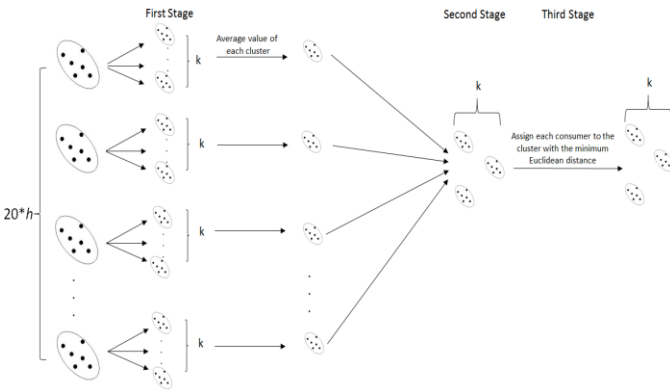 First Stage
Second Stage
Third Stage
Average value of
each cluster
k
k
k
Assign each consumer to the
cluster with the minimum
Euclidean distance
k
20*h
k
k